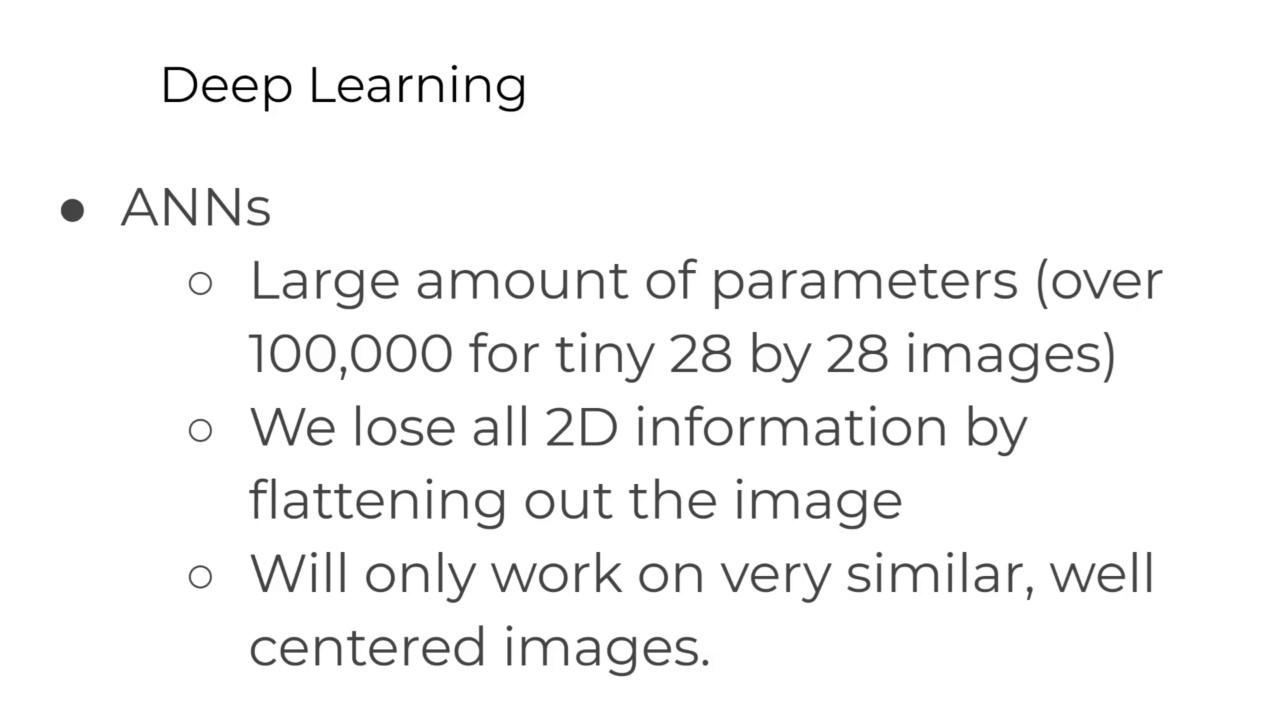 Deep Learning
● ANNs
○ Large amount of parameters (over
100,000 for tiny 28 by 28 images)
○ We lose all 2D information by
flattening out the image
○ Will only work on very similar, well
centered images.